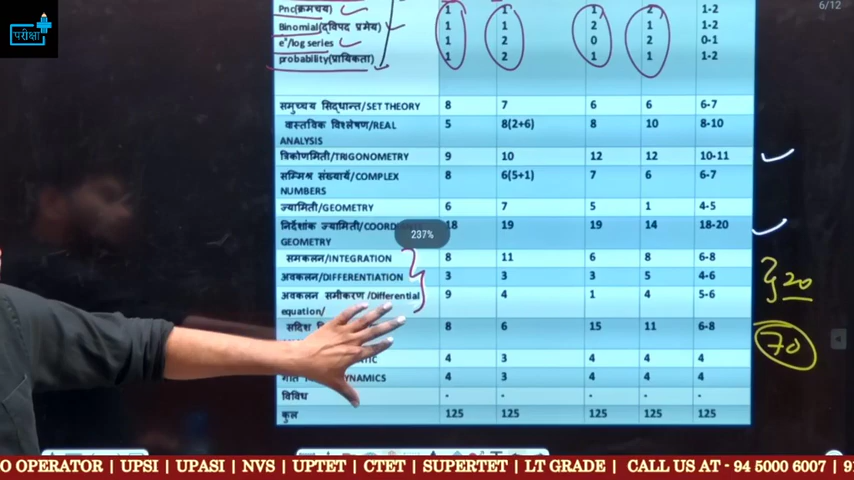 6/12
परीक्षा
Pnc(क्रमचय) 1 1 1 2 1-2
Binomial(द्विपद प्रमेय) 1 1 2 1 1-2
eˣ/log series 1 2 0 2 0-1
probability(प्रायिकता) 1 2 1 1 1-2
समुच्चय सिद्धान्त/SET THEORY 8 7 6 6 6-7
वास्तविक विश्लेषण/REAL 5 8(2+6) 8 10 8-10
ANALYSIS
त्रिकोणमिती/TRIGONOMETRY 9 10 12 12 10-11
सम्मिश्र संख्यायें/COMPLEX 8 6(5+1) 7 6 6-7
NUMBERS
ज्यामिती/GEOMETRY 6 7 5 1 4-5
निर्देशांक ज्यामिती/COORD 18 19 19 14 18-20
237%
GEOMETRY
समकलन/INTEGRATION 8 11 6 8 6-8
अवकलन/DIFFERENTIATION 3 3 3 5 4-6
20
अवकलन समीकरण/Differential 9 4 1 4 5-6
equation/
सदिश 8 6 15 11 6-8
70
4 3 4 4 4
DYNAMICS 4 3 4 4 4
विविध - - - - -
कुल 125 125 125 125 125
O OPERATOR | UPSI | UPASI | NVS | UPTET | CTET | SUPERTET | LT GRADE | CALL US AT - 94 5000 6007 | 9